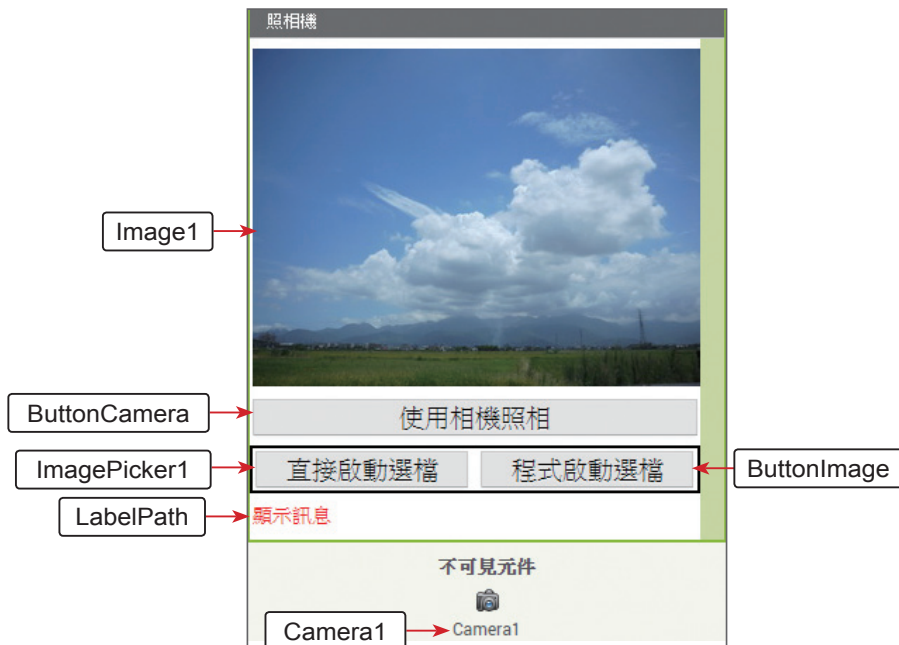 照相機
Image1
ButtonCamera
使用相機照相
ImagePicker1
直接啟動選檔
程式啟動選檔
ButtonImage
LabelPath
顯示訊息
不可見元件
Camera1
Camera1